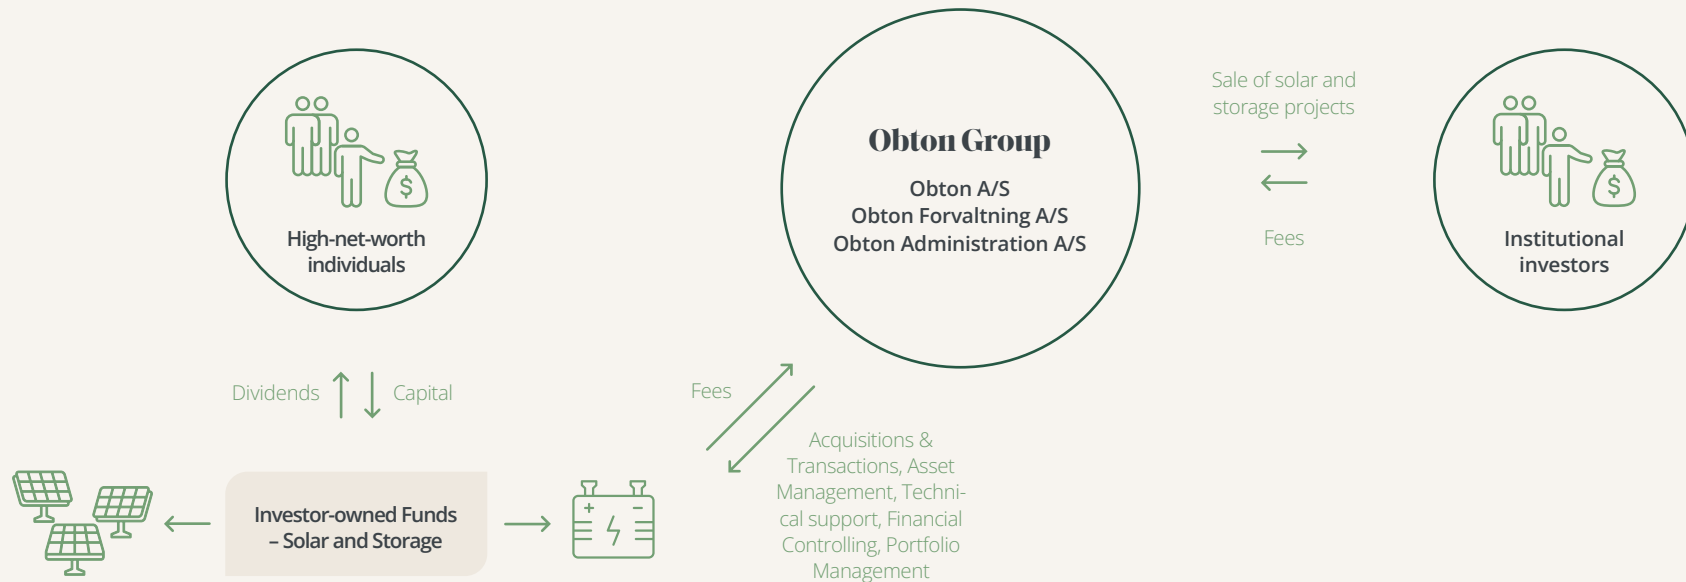 High-net-worth
individuals
Obton Group
Obton A/S
Obton Forvaltning A/S
Obton Administration A/S
Sale of solar and
storage projects
Fees
$
Institutional
investors
$
Dividends
Capital
Fees
Acquisitions &
Transactions, Asset
Management, Techni-
cal support, Financial
Controlling, Portfolio
Management
Investor-owned Funds
– Solar and Storage
+ −